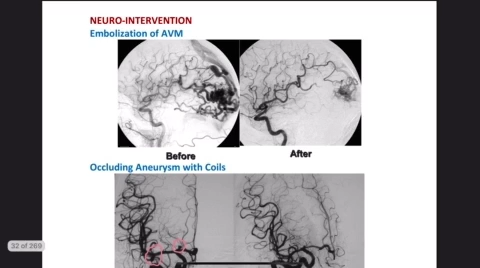 NEURO-INTERVENTION
Embolization of AVM
Before
After
Occluding Aneurysm with Coils
32 of 269